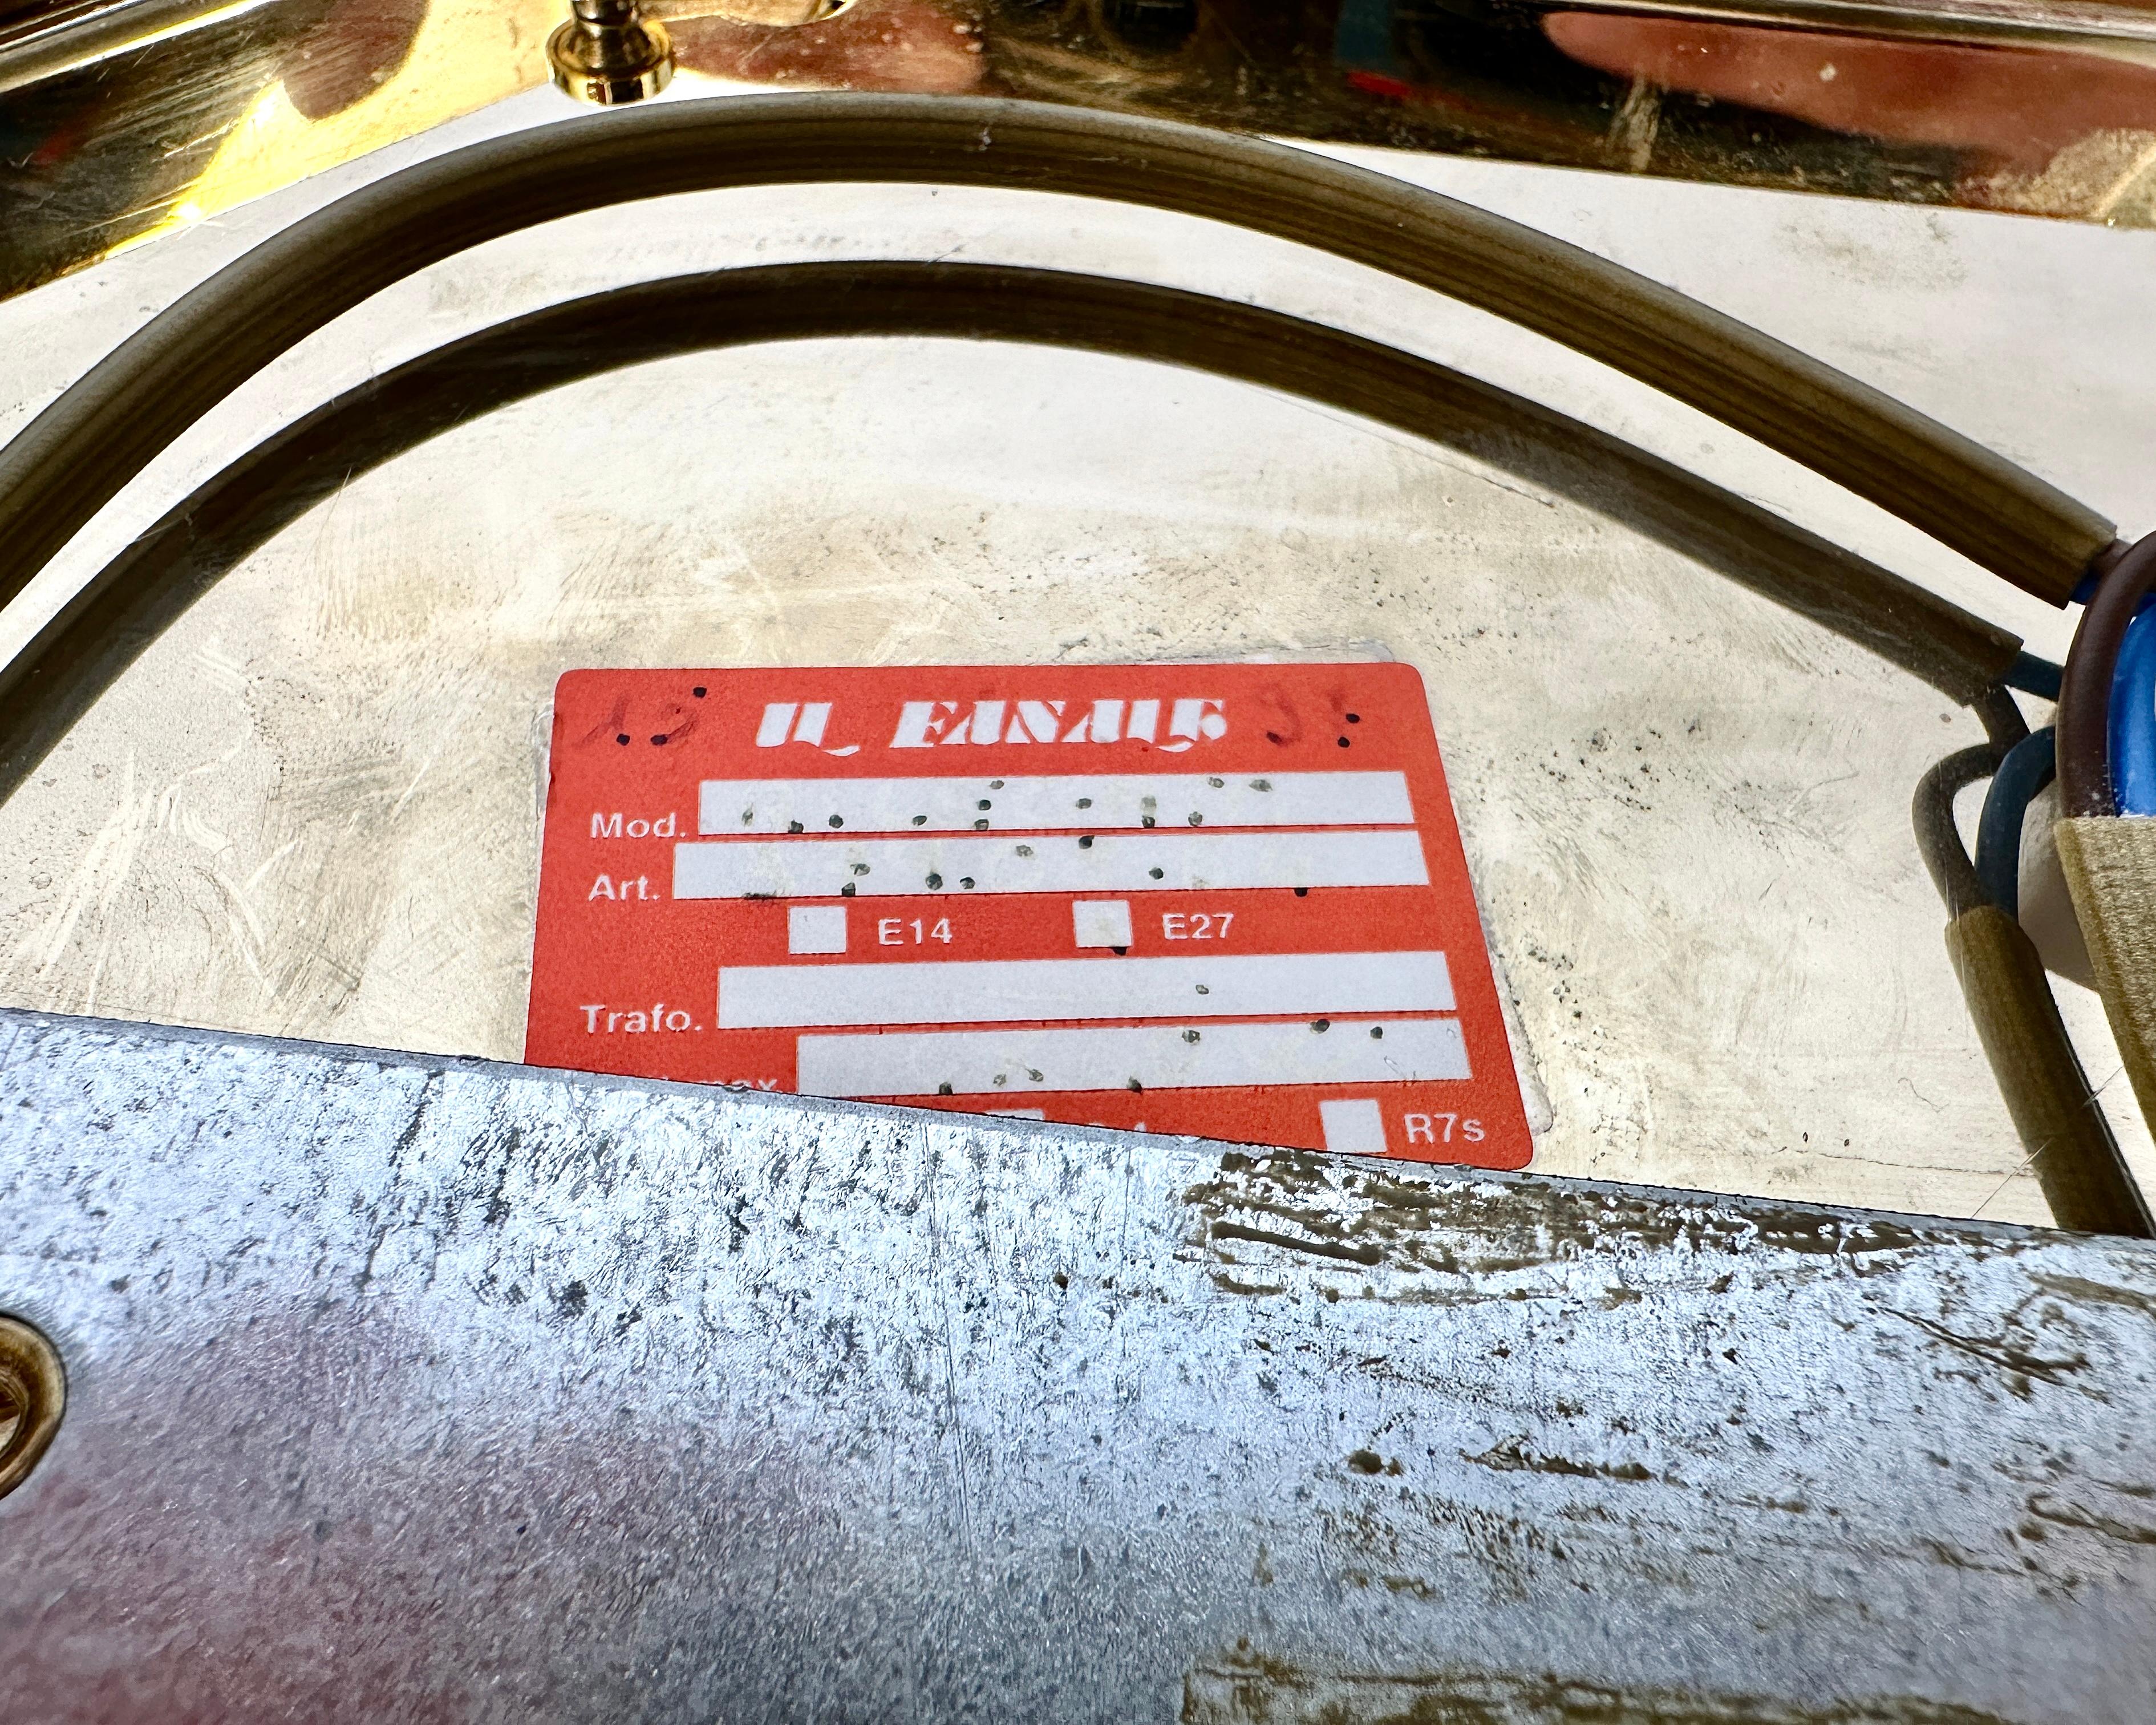 IL FANALE
Mod.
Art.
E14 E27
Trafo.
R7s